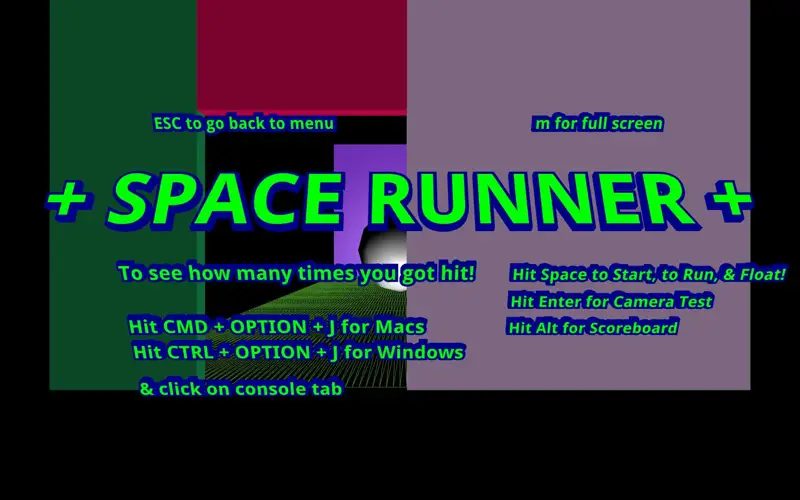 ESC to go back to menu
m for full screen
+ SPACE RUNNER +
To see how many times you got hit!
Hit Space to Start, to Run, & Float!
Hit Enter for Camera Test
Hit CMD + OPTION + J for Macs
Hit Alt for Scoreboard
Hit CTRL + OPTION + J for Windows
& click on console tab